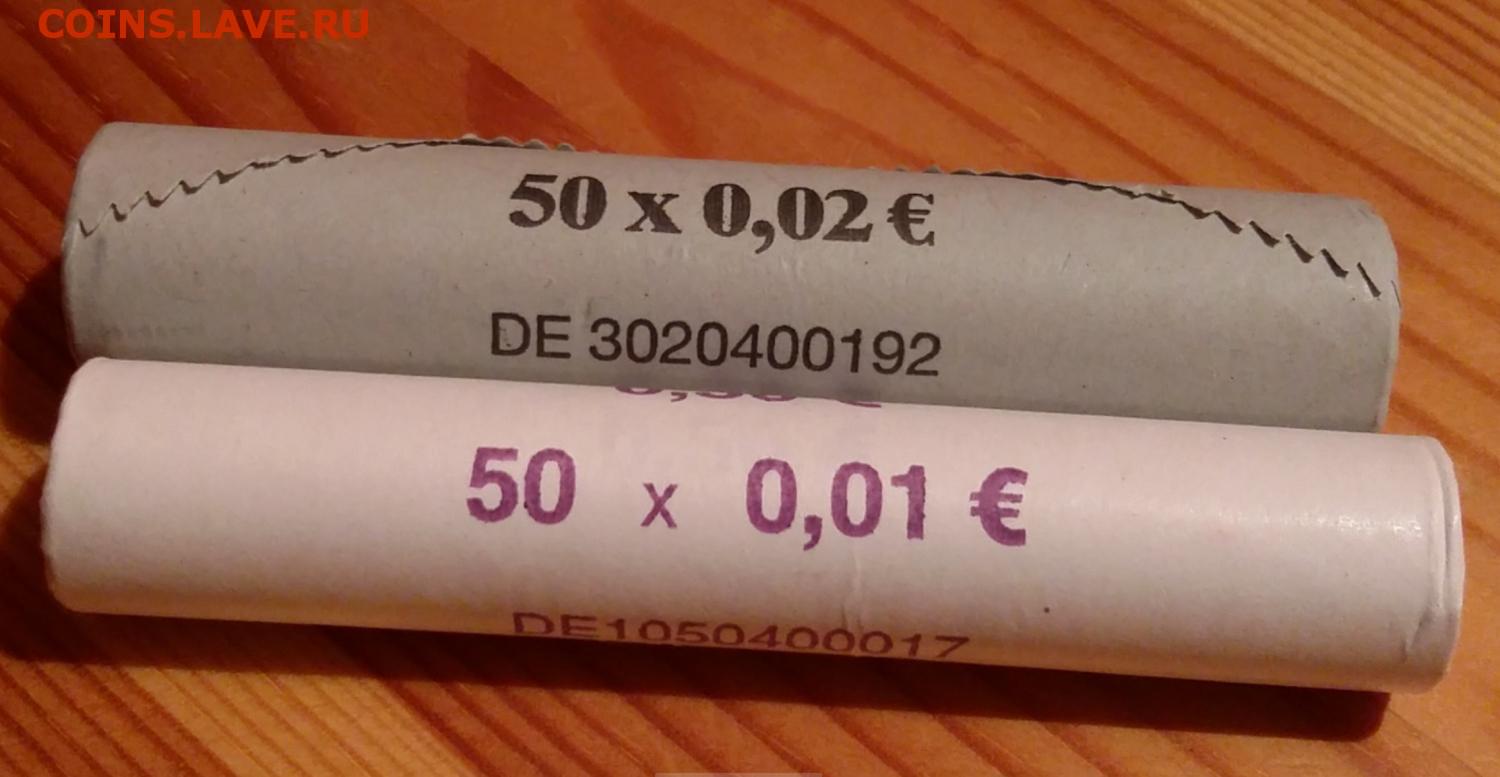 COINS.LAVE.RU
50 x 0,02 €
DE 3020400192
50 x 0,01 €
DE1050400017